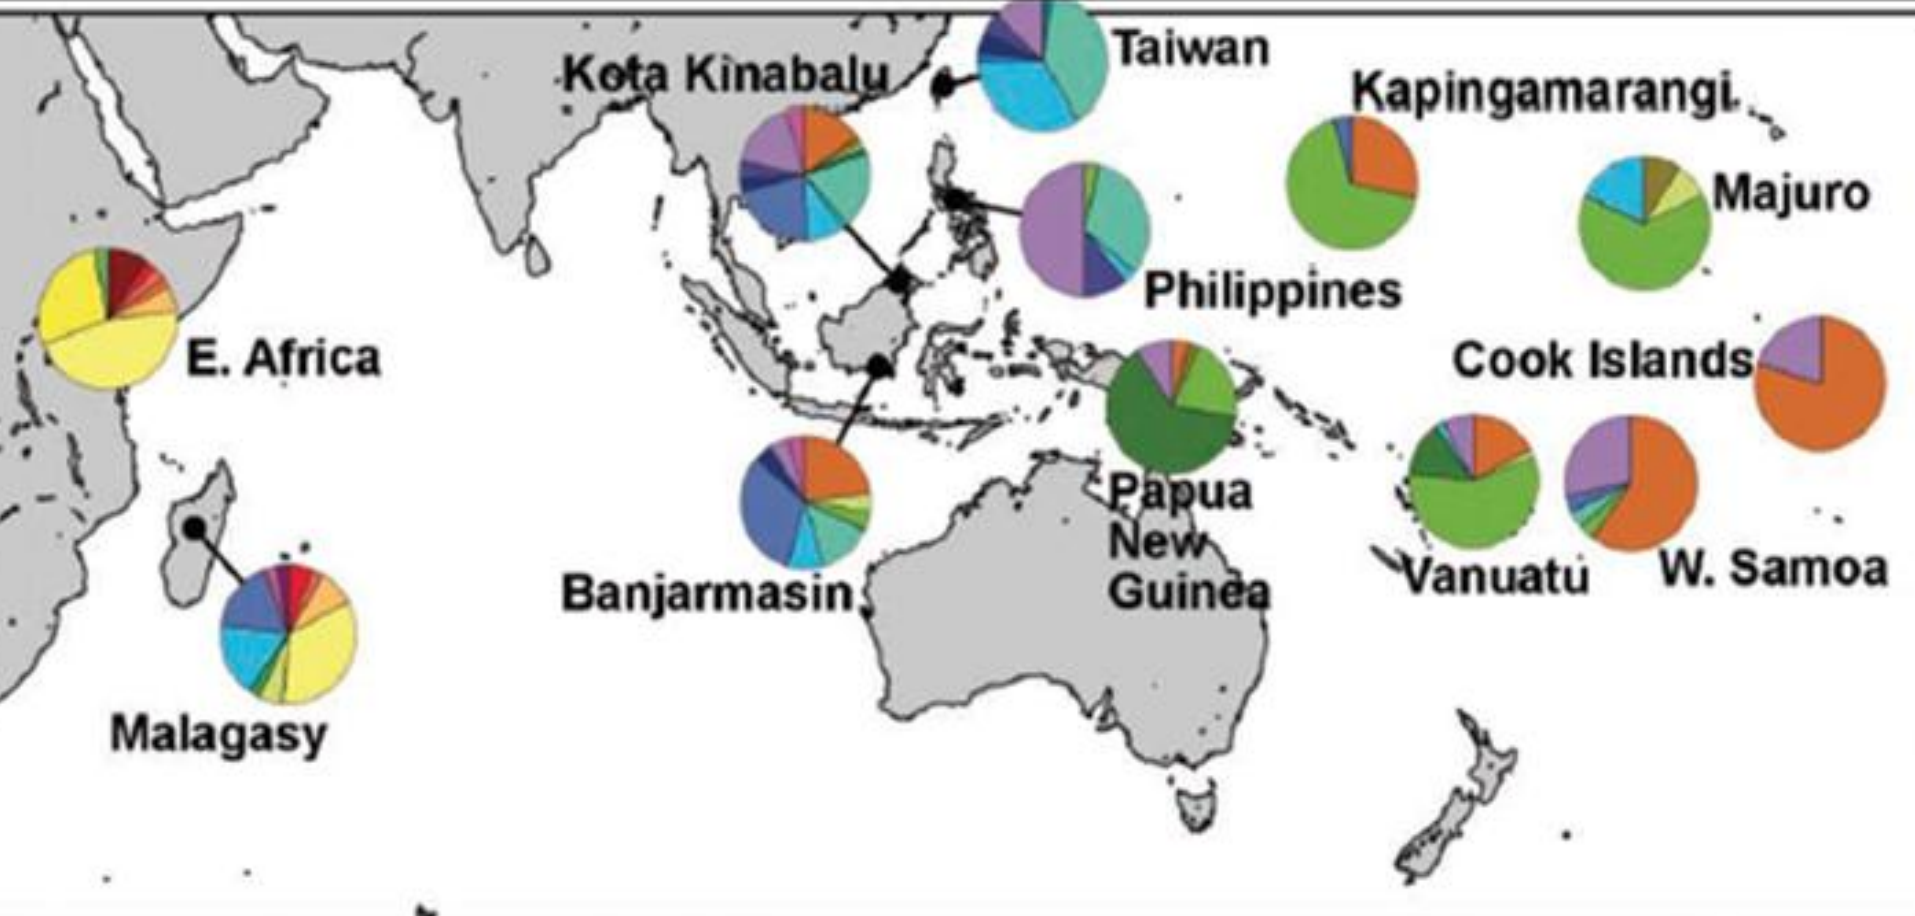 Taiwan
Kota Kinabalu
Kapingamarangi
Majuro
Philippines
E. Africa
Cook Islands
Papua
New
Guinea
Vanuatu
W. Samoa
Banjarmasin
Malagasy